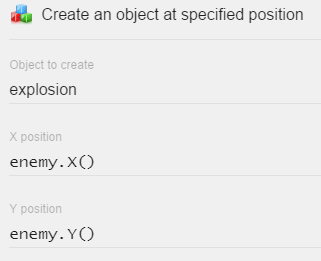 Create an object at specified position
Object to create
explosion
X position
enemy.X()
Y position
enemy.Y()